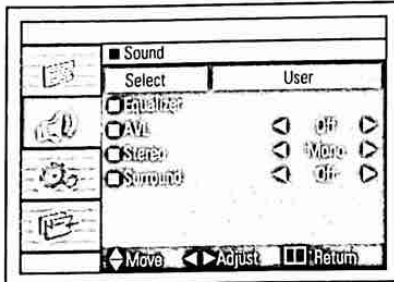 ■ Sound
Select User
Equalizer
AVL ◁ Off ▷
Stereo ◁ Mono ▷
Surround ◁ Off ▷
Move ◀▶Adjust Return